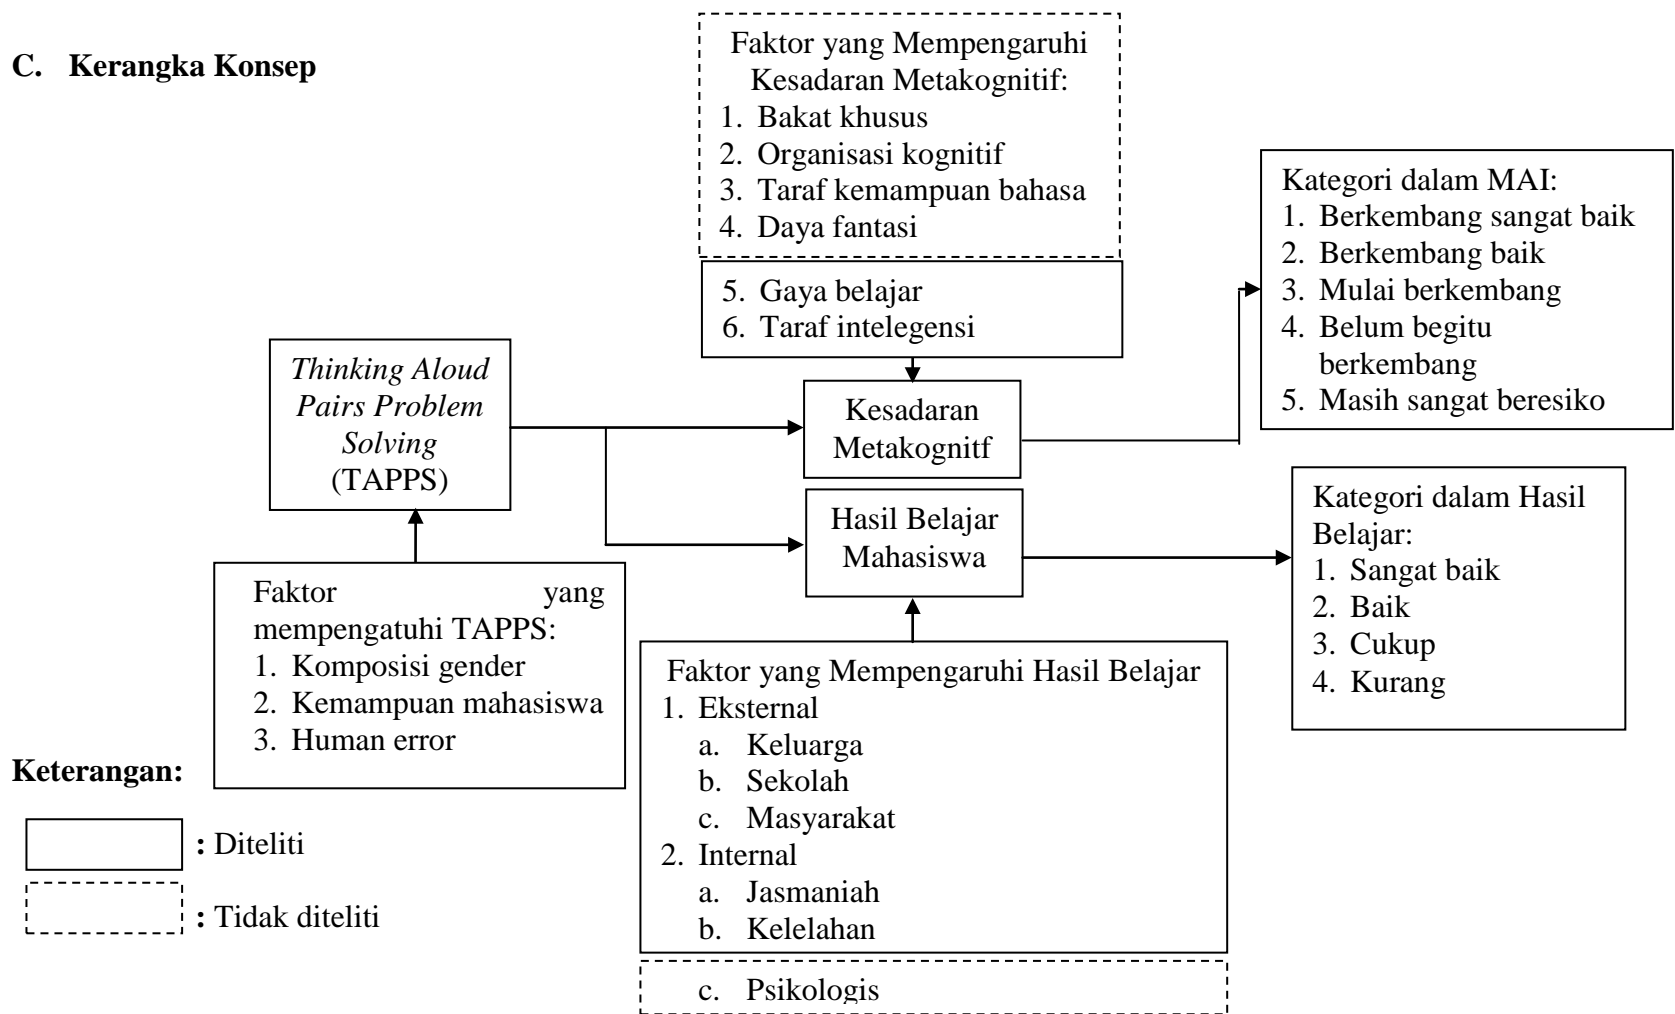 C. Kerangka Konsep
Faktor yang Mempengaruhi
Kesadaran Metakognitif:
1. Bakat khusus
2. Organisasi kognitif
3. Taraf kemampuan bahasa
4. Daya fantasi
5. Gaya belajar
6. Taraf intelegensi
Kategori dalam MAI:
1. Berkembang sangat baik
2. Berkembang baik
3. Mulai berkembang
4. Belum begitu
berkembang
5. Masih sangat beresiko
Thinking Aloud
Pairs Problem
Solving
(TAPPS)
Kesadaran
Metakognitf
Hasil Belajar
Mahasiswa
Kategori dalam Hasil
Belajar:
1. Sangat baik
2. Baik
3. Cukup
4. Kurang
Faktor yang
mempengatuhi TAPPS:
1. Komposisi gender
2. Kemampuan mahasiswa
3. Human error
Faktor yang Mempengaruhi Hasil Belajar
1. Eksternal
a. Keluarga
b. Sekolah
c. Masyarakat
2. Internal
a. Jasmaniah
b. Kelelahan
c. Psikologis
Keterangan:
: Diteliti
: Tidak diteliti